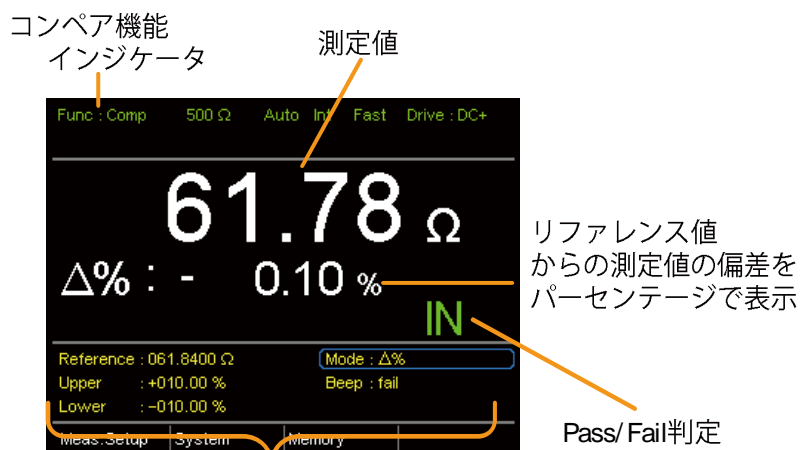 コンペア機能
インジケータ
測定値
Func : Comp 500 Ω Auto Int Fast Drive : DC+
61.78 Ω
Δ% : - 0.10 %
リファレンス値
からの測定値の偏差を
パーセンテージで表示
IN
Reference : 061.8400 Ω Mode : Δ%
Upper : +010.00 % Beep : fail
Lower : -010.00 %
Pass/Fail判定
Meas.Setup System Memory